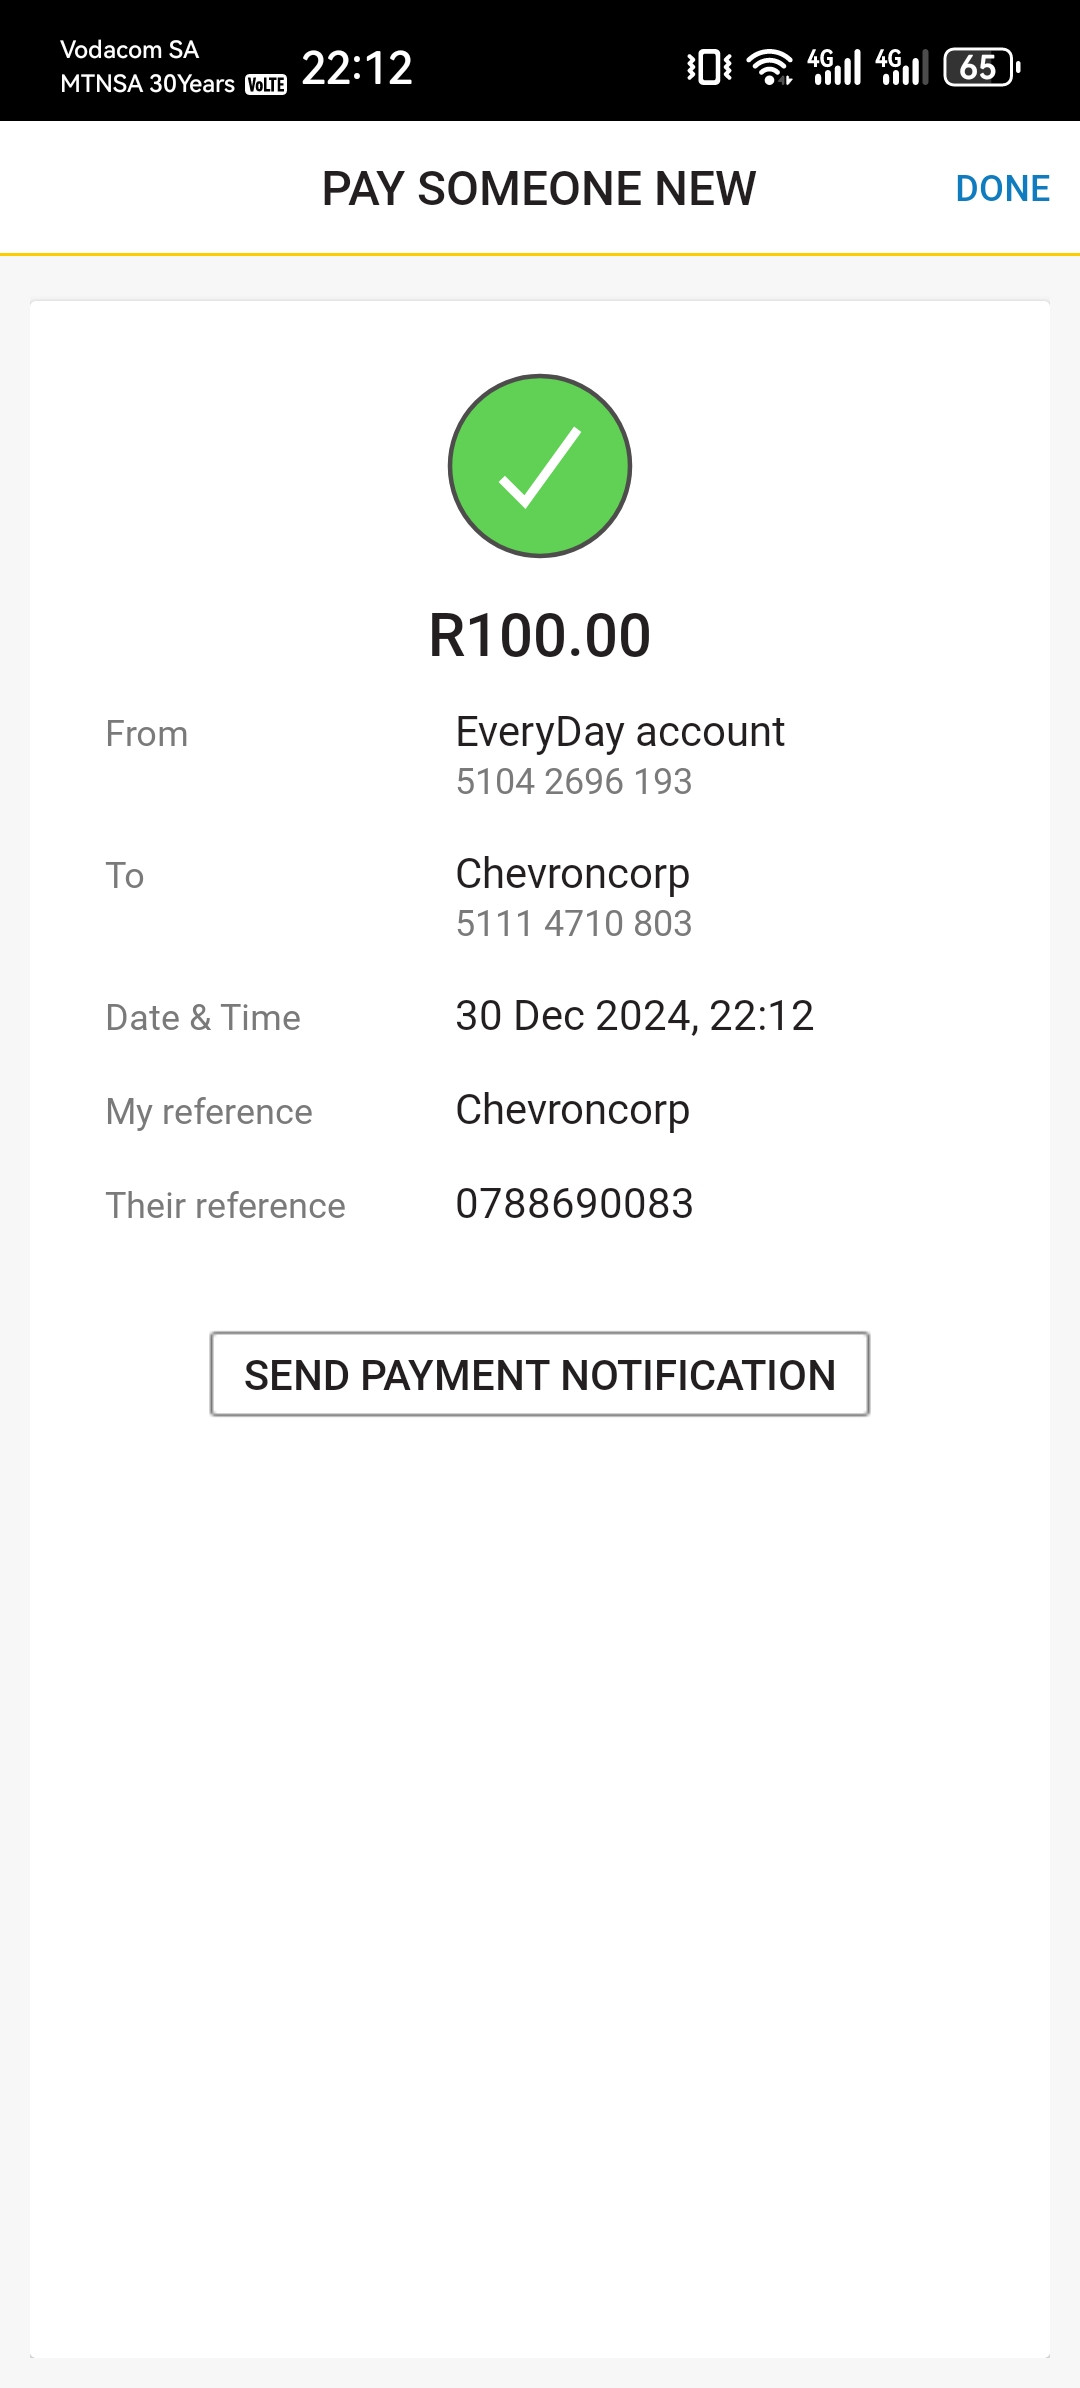 Vodacom SA
MTNSA 30Years VoLTE 22:12 4G 4G 65
PAY SOMEONE NEW DONE
R100.00
From EveryDay account
5104 2696 193
To Chevroncorp
5111 4710 803
Date & Time 30 Dec 2024, 22:12
My reference Chevroncorp
Their reference 0788690083
SEND PAYMENT NOTIFICATION